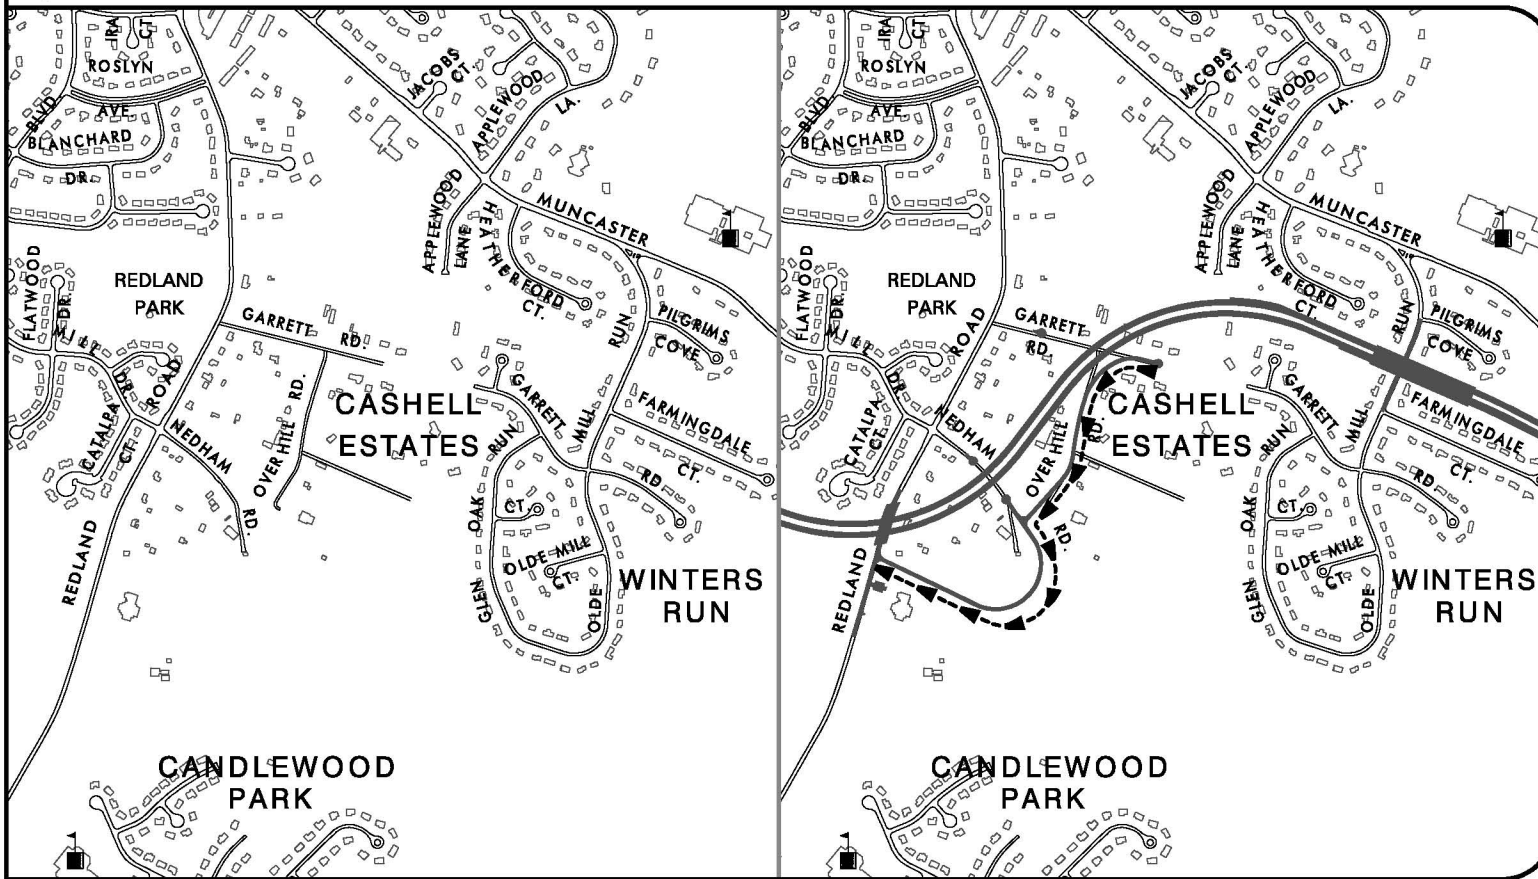 IRA
CT.
ROSLYN
AVE.
BLVD
BLANCHARD
DR.
JACOBS
CT.
APPLEWOOD
LA.
APPLEWOOD
LANE
HEATHERFORD
CT.
MUNCASTER
FLATWOOD
DR.
REDLAND
PARK
GARRETT
RD.
MILL
RUN
PILGRIMS
COVE
DR.
ROAD
CATALPA
CT.
NEDHAM
RD.
OVER HILL
RD.
CASHELL
ESTATES
GARRETT
RD
MILL
RUN
FARMINGDALE
CT.
GLEN
OAK
CT.
OLDE MILL
CT.
OLDE
REDLAND
WINTERS
RUN
CANDLEWOOD
PARK
IRA
CT.
ROSLYN
AVE.
BLVD
BLANCHARD
DR.
JACOBS
CT.
APPLEWOOD
LA.
APPLEWOOD
LANE
HEATHERFORD
CT.
MUNCASTER
FLATWOOD
DR.
REDLAND
PARK
GARRETT
RD.
MILL
RUN
PILGRIMS
COVE
DR.
ROAD
CATALPA
CT.
NEDHAM
RD.
OVER HILL
RD.
CASHELL
ESTATES
GARRETT
RD
MILL
RUN
FARMINGDALE
CT.
GLEN
OAK
CT.
OLDE MILL
CT.
OLDE
REDLAND
WINTERS
RUN
CANDLEWOOD
PARK